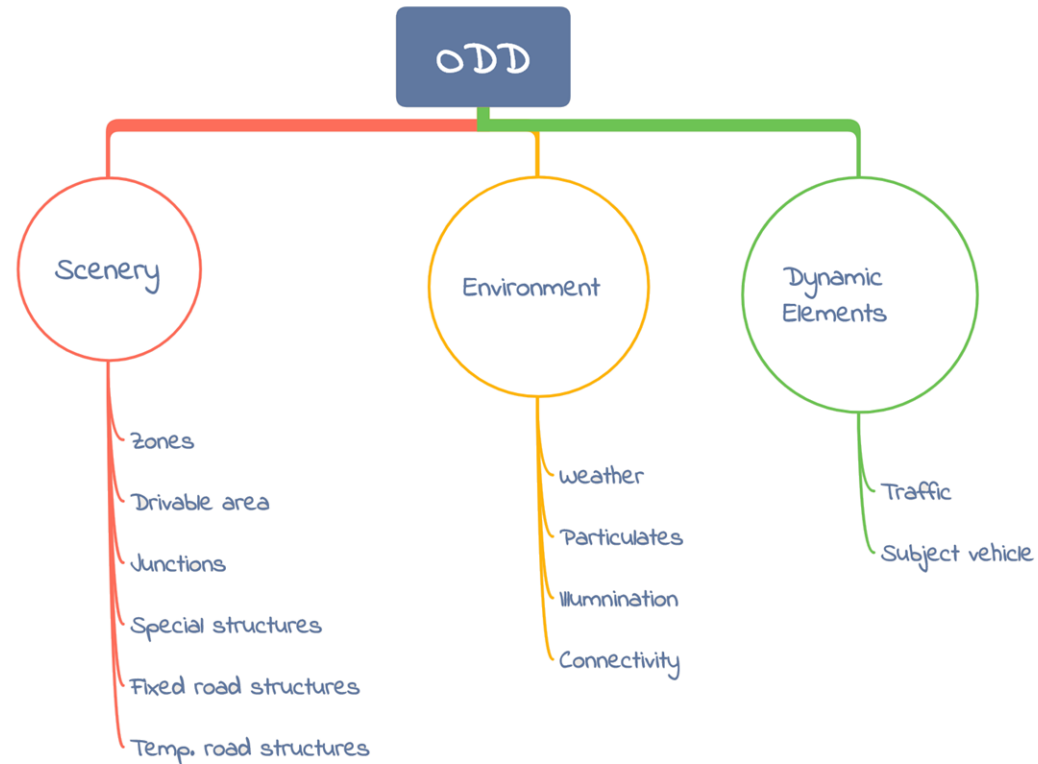 ODD
Scenery
Zones
Drivable area
Junctions
Special structures
Fixed road structures
Temp. road structures
Environment
Weather
Particulates
Illumnination
Connectivity
Dynamic
Elements
Traffic
Subject vehicle